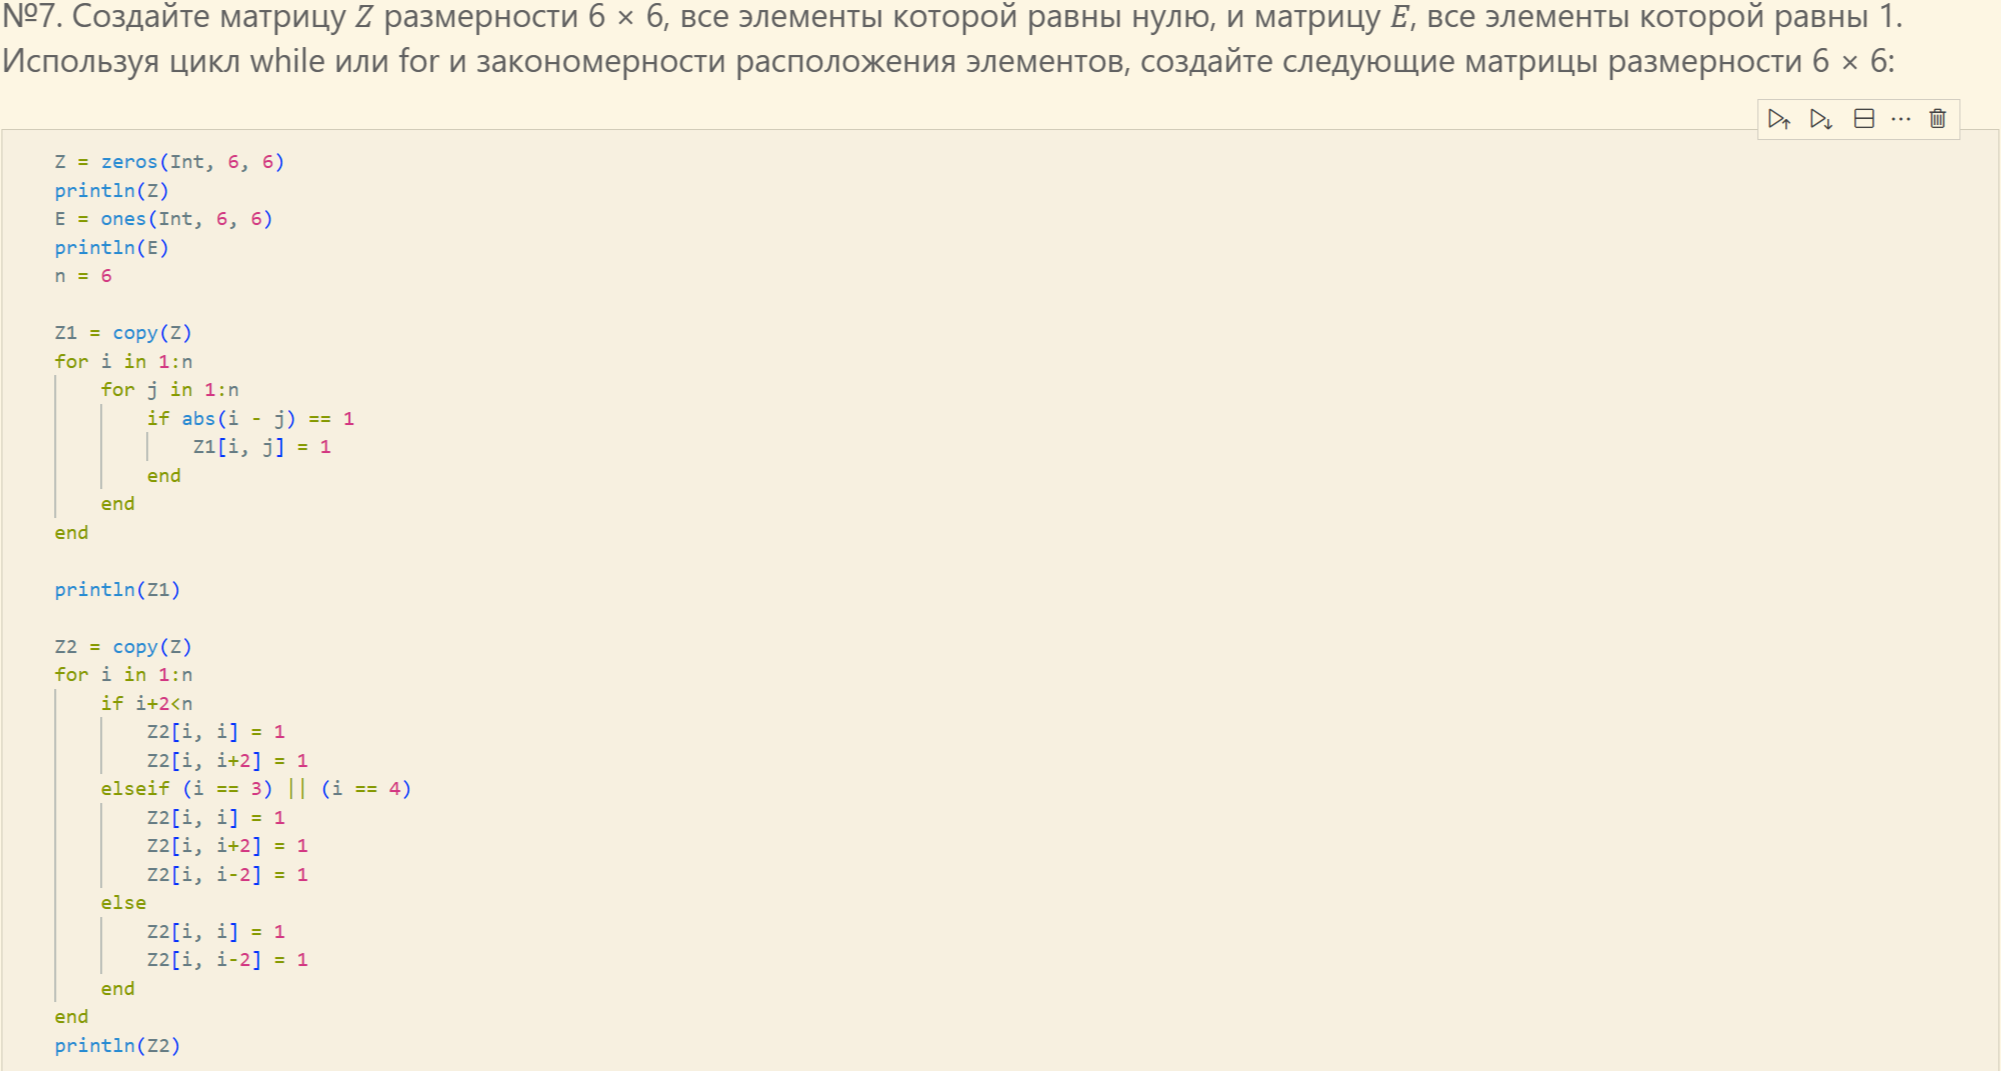 №7. Создайте матрицу Z размерности 6 × 6, все элементы которой равны нулю, и матрицу E, все элементы которой равны 1.
Используя цикл while или for и закономерности расположения элементов, создайте следующие матрицы размерности 6 × 6:
Z = zeros(Int, 6, 6)
println(Z)
E = ones(Int, 6, 6)
println(E)
n = 6

Z1 = copy(Z)
for i in 1:n
    for j in 1:n
        if abs(i - j) == 1
            Z1[i, j] = 1
        end
    end
end

println(Z1)

Z2 = copy(Z)
for i in 1:n
    if i+2<n
        Z2[i, i] = 1
        Z2[i, i+2] = 1
    elseif (i == 3) || (i == 4)
        Z2[i, i] = 1
        Z2[i, i+2] = 1
        Z2[i, i-2] = 1
    else
        Z2[i, i] = 1
        Z2[i, i-2] = 1
    end
end
println(Z2)